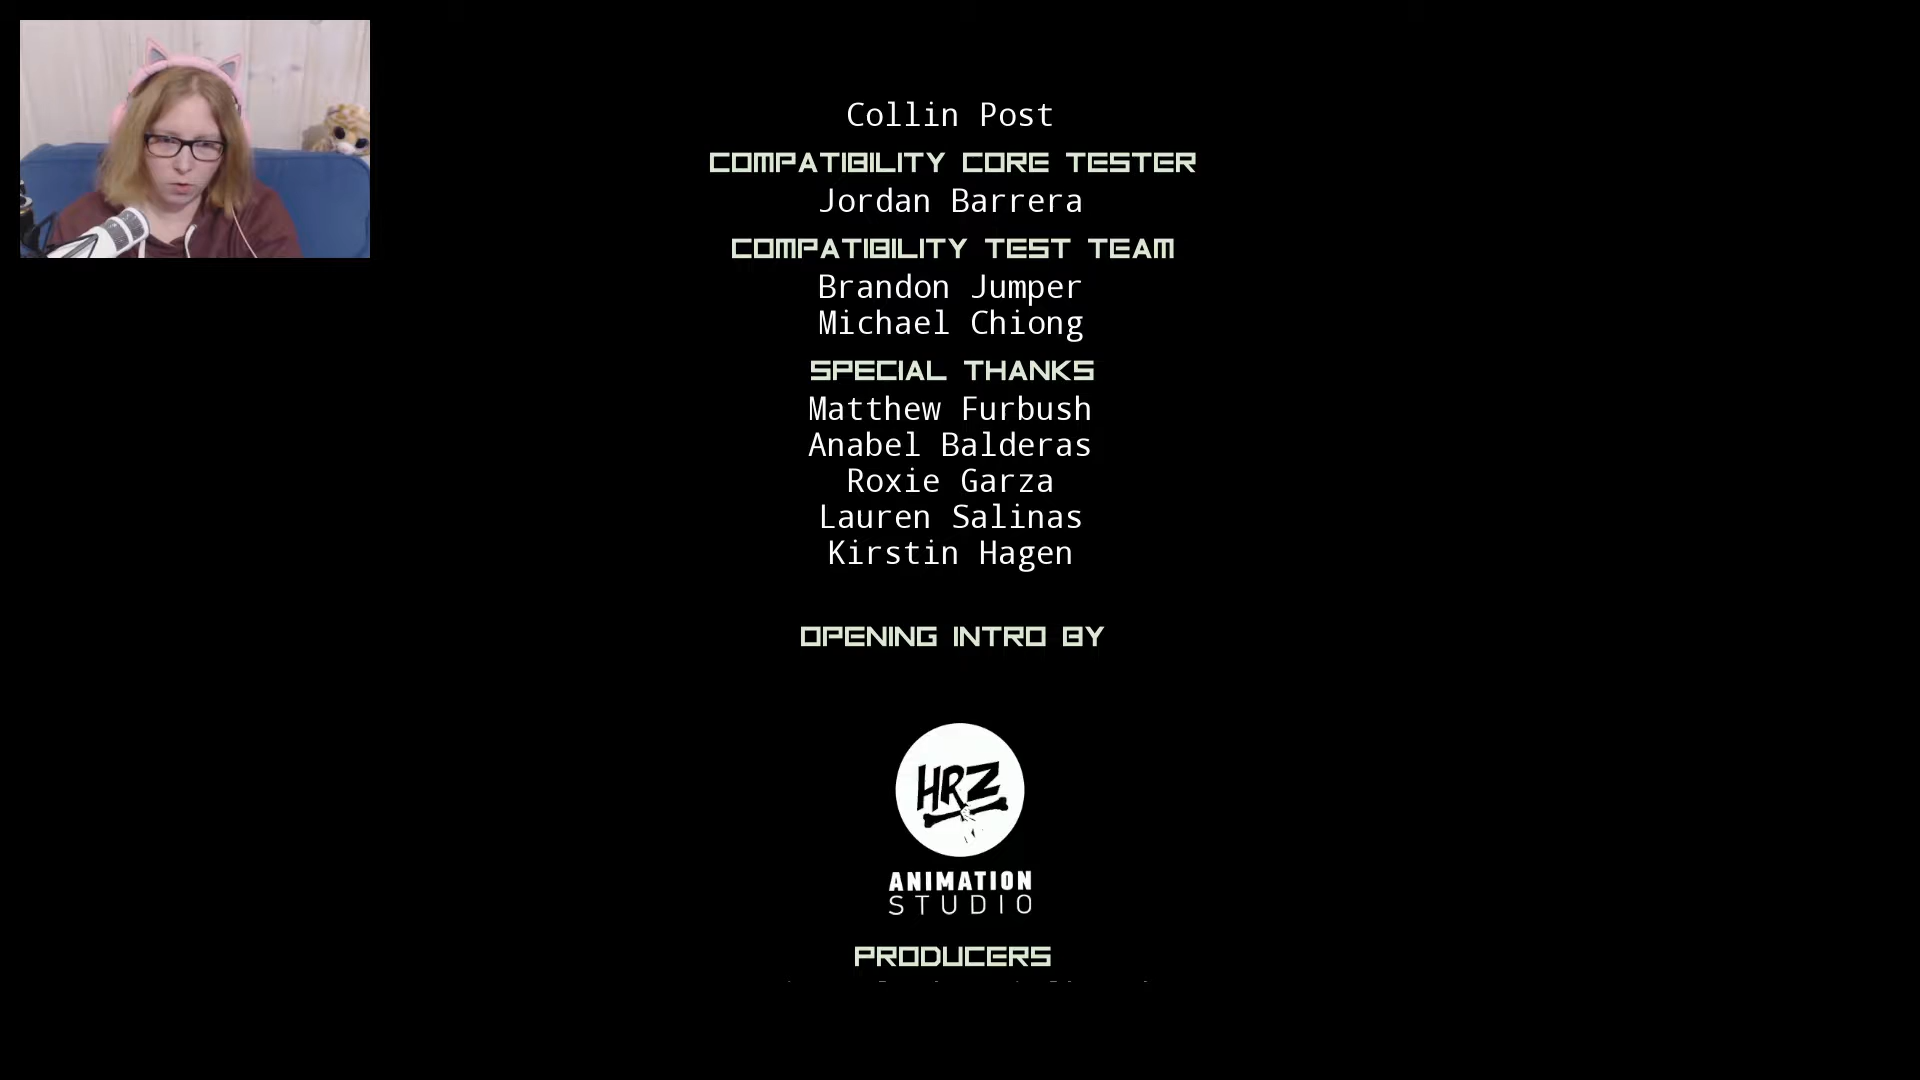 Collin Post
COMPATIBILITY CORE TESTER
Jordan Barrera
COMPATIBILITY TEST TEAM
Brandon Jumper
Michael Chiong
SPECIAL THANKS
Matthew Furbush
Anabel Balderas
Roxie Garza
Lauren Salinas
Kirstin Hagen
OPENING INTRO BY
HRZ
ANIMATION
STUDIO
PRODUCERS